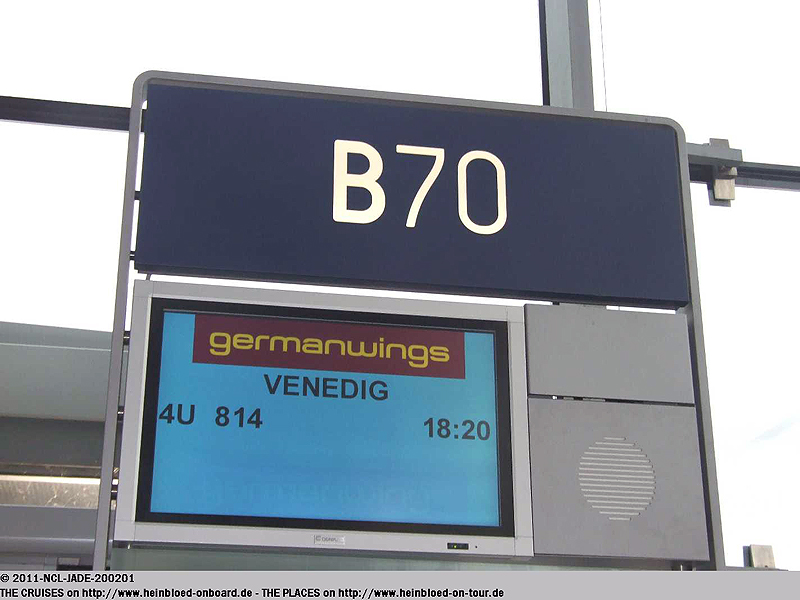 B70
germanwings
VENEDIG
4U 814 18:20
© 2011-NCL-JADE-200201
THE CRUISES on http://www.heinbloed-onboard.de - THE PLACES on http://www.heinbloed-on-tour.de